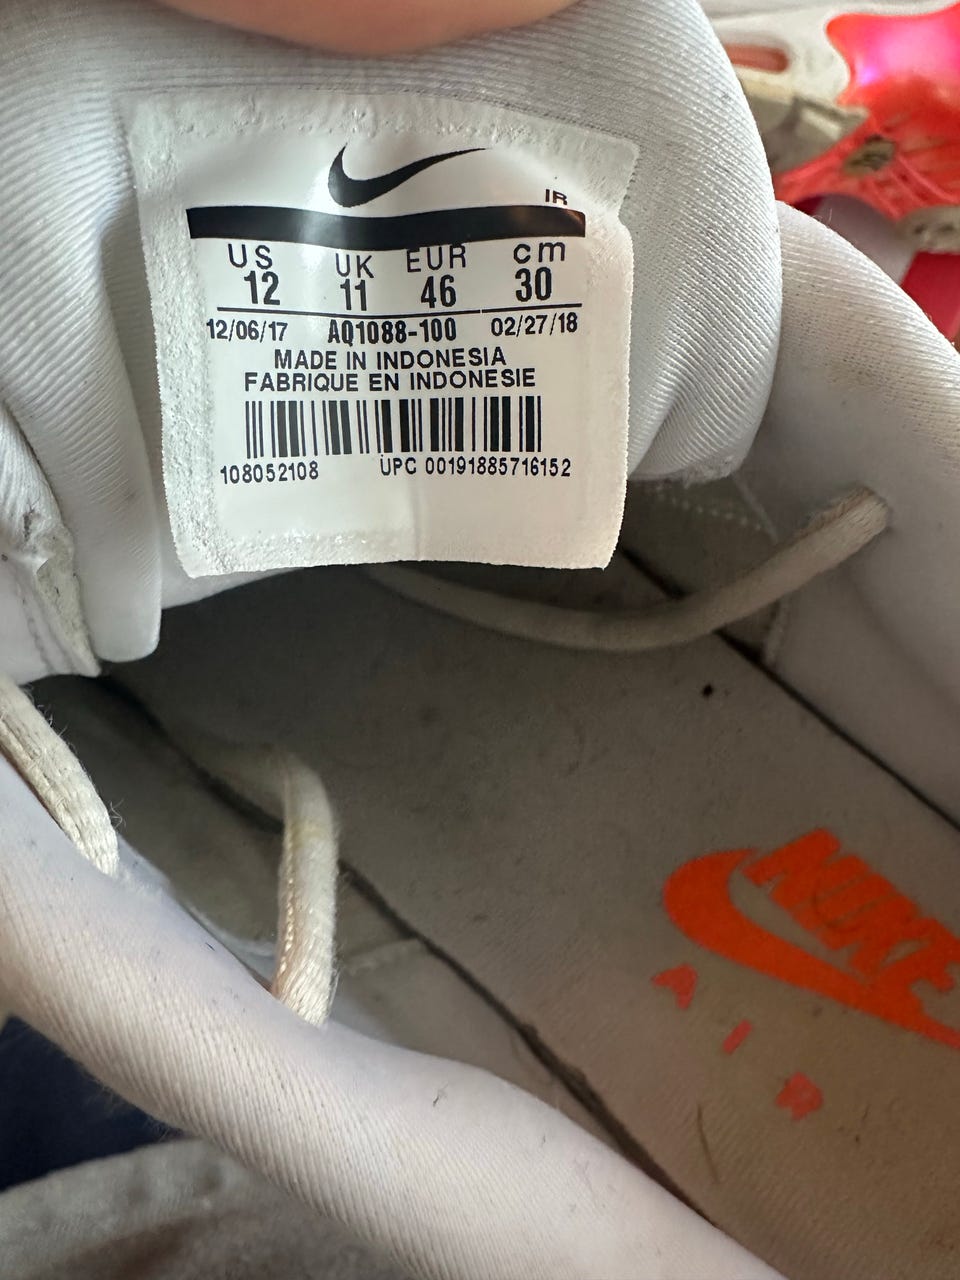 IR
US UK EUR cm
12 11 46 30
12/06/17 AQ1088-100 02/27/18
MADE IN INDONESIA
FABRIQUE EN INDONESIE
108052108 UPC 00191885716152
NIKE
AIR